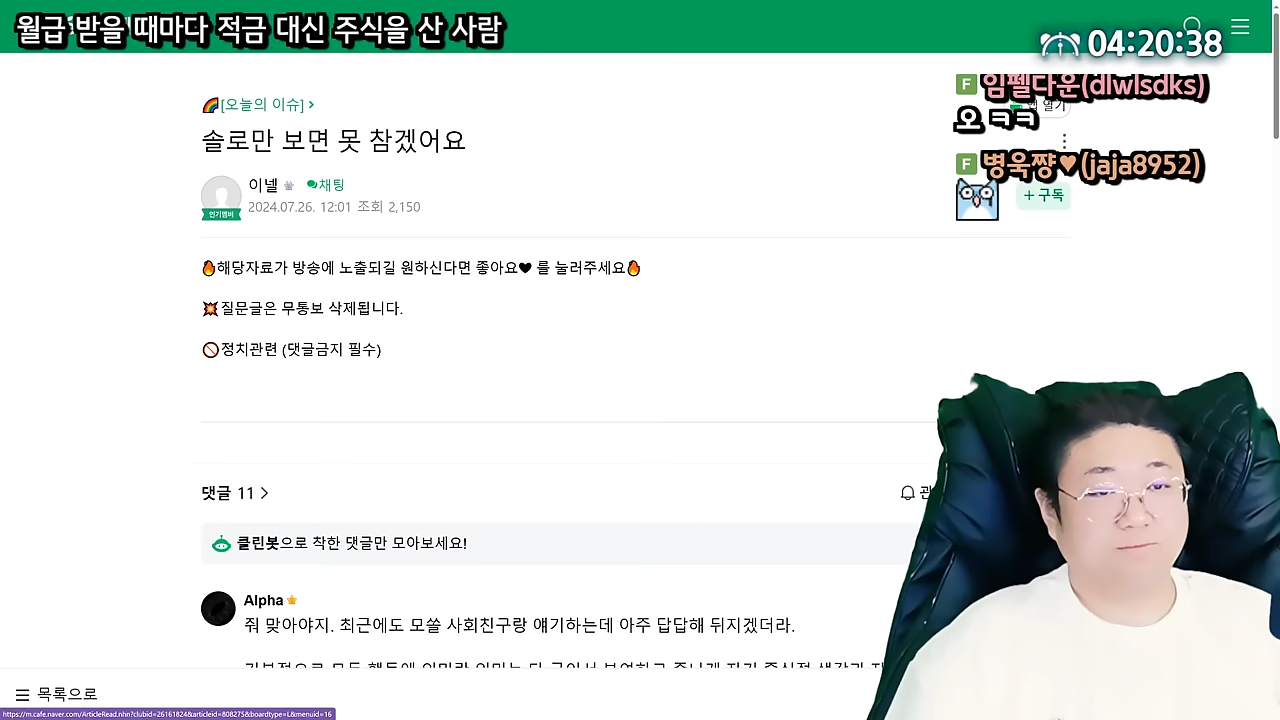 월급 받을 때마다 적금 대신 주식을 산 사람
04:20:38
F 임펠다운(dlwlsdks)
오 ㅋㅋ
F 병욱쨩♥(jaja8952)
앱 열기
🌈[오늘의 이슈] >
솔로만 보면 못 참겠어요
이넬 채팅
인기멤버
2024.07.26. 12:01 조회 2,150
+ 구독
🔥해당자료가 방송에 노출되길 원하신다면 좋아요🖤 를 눌러주세요🔥
💥질문글은 무통보 삭제됩니다.
🚫정치관련 (댓글금지 필수)
댓글 11 >
관
클린봇으로 착한 댓글만 모아보세요!
Alpha
줘 맞아야지. 최근에도 모쏠 사회친구랑 얘기하는데 아주 답답해 뒤지겠더라.
목록으로
https://m.cafe.naver.com/ArticleRead.nhn?clubid=26161824&articleid=808275&boardtype=L&menuid=16